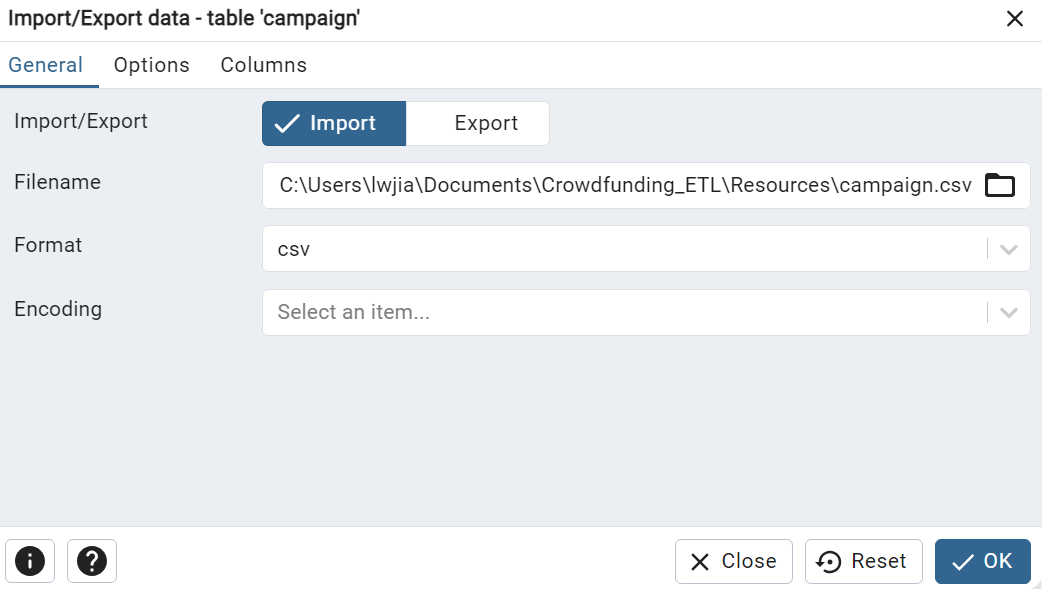 Import/Export data - table 'campaign'
General Options Columns
Import/Export Import Export
Filename C:\Users\lwjia\Documents\Crowdfunding_ETL\Resources\campaign.csv
Format csv
Encoding Select an item...
Close Reset OK